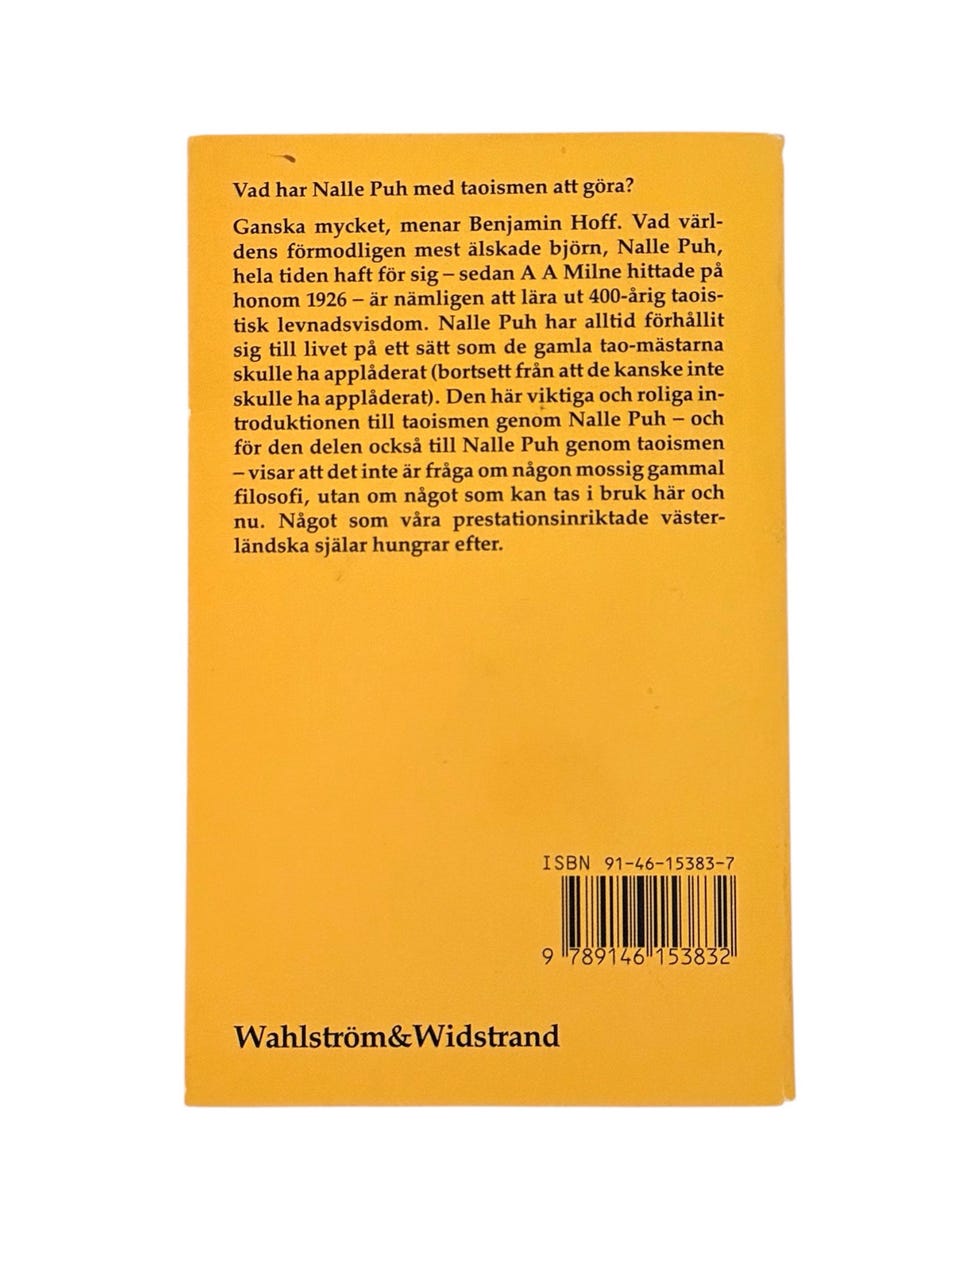 Vad har Nalle Puh med taoismen att göra?
Ganska mycket, menar Benjamin Hoff. Vad värl-
dens förmodligen mest älskade björn, Nalle Puh,
hela tiden haft för sig – sedan A A Milne hittade på
honom 1926 – är nämligen att lära ut 400-årig taois-
tisk levnadsvisdom. Nalle Puh har alltid förhållit
sig till livet på ett sätt som de gamla tao-mästarna
skulle ha applåderat (bortsett från att de kanske inte
skulle ha applåderat). Den här viktiga och roliga in-
troduktionen till taoismen genom Nalle Puh – och
för den delen också till Nalle Puh genom taoismen
– visar att det inte är fråga om någon mossig gammal
filosofi, utan om något som kan tas i bruk här och
nu. Något som våra prestationsinriktade väster-
ländska själar hungrar efter.
ISBN 91-46-15383-7
9 789146 153832
Wahlström&Widstrand